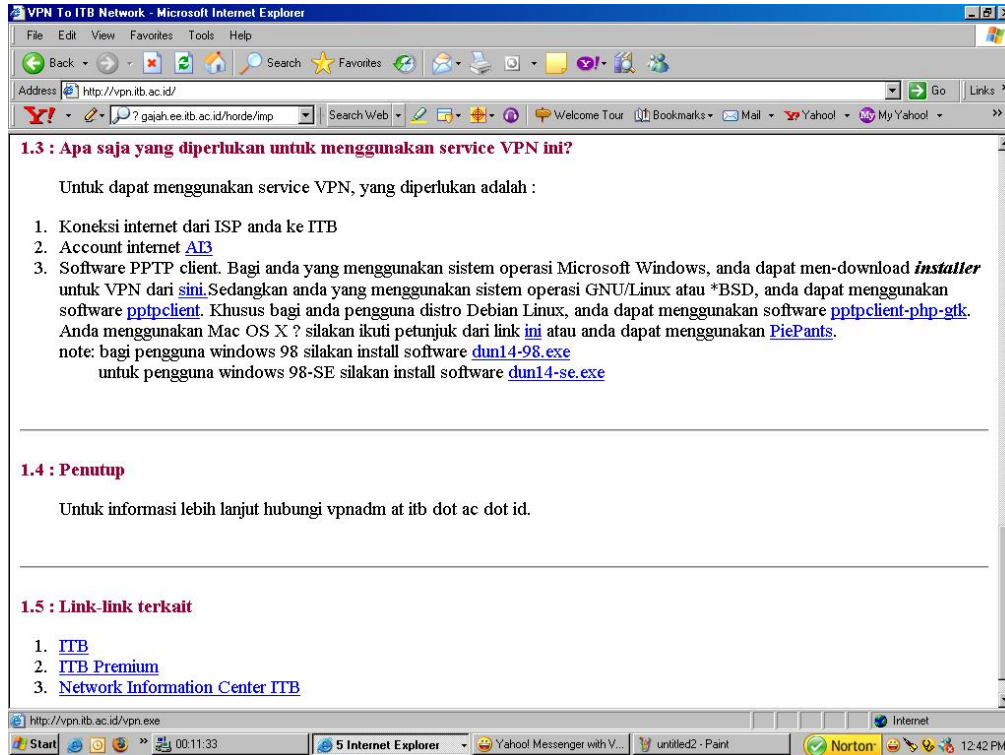 VPN To ITB Network - Microsoft Internet Explorer
File Edit View Favorites Tools Help
Back Search Favorites
Address http://vpn.itb.ac.id/ Go Links
Y! gajah.ee.itb.ac.id/horde/imp Search Web Welcome Tour Bookmarks Mail Yahoo! My Yahoo!
1.3 : Apa saja yang diperlukan untuk menggunakan service VPN ini?
Untuk dapat menggunakan service VPN, yang diperlukan adalah :
1. Koneksi internet dari ISP anda ke ITB
2. Account internet AI3
3. Software PPTP client. Bagi anda yang menggunakan sistem operasi Microsoft Windows, anda dapat men-download installer
untuk VPN dari sini.Sedangkan anda yang menggunakan sistem operasi GNU/Linux atau *BSD, anda dapat menggunakan
software pptpclient. Khusus bagi anda pengguna distro Debian Linux, anda dapat menggunakan software pptpclient-php-gtk.
Anda menggunakan Mac OS X ? silakan ikuti petunjuk dari link ini atau anda dapat menggunakan PiePants.
note: bagi pengguna windows 98 silakan install software dun14-98.exe
untuk pengguna windows 98-SE silakan install software dun14-se.exe
1.4 : Penutup
Untuk informasi lebih lanjut hubungi vpnadm at itb dot ac dot id.
1.5 : Link-link terkait
1. ITB
2. ITB Premium
3. Network Information Center ITB
http://vpn.itb.ac.id/vpn.exe Internet
Start 00:11:33 5 Internet Explorer Yahoo! Messenger with V... untitled2 - Paint Norton 12:42 PM